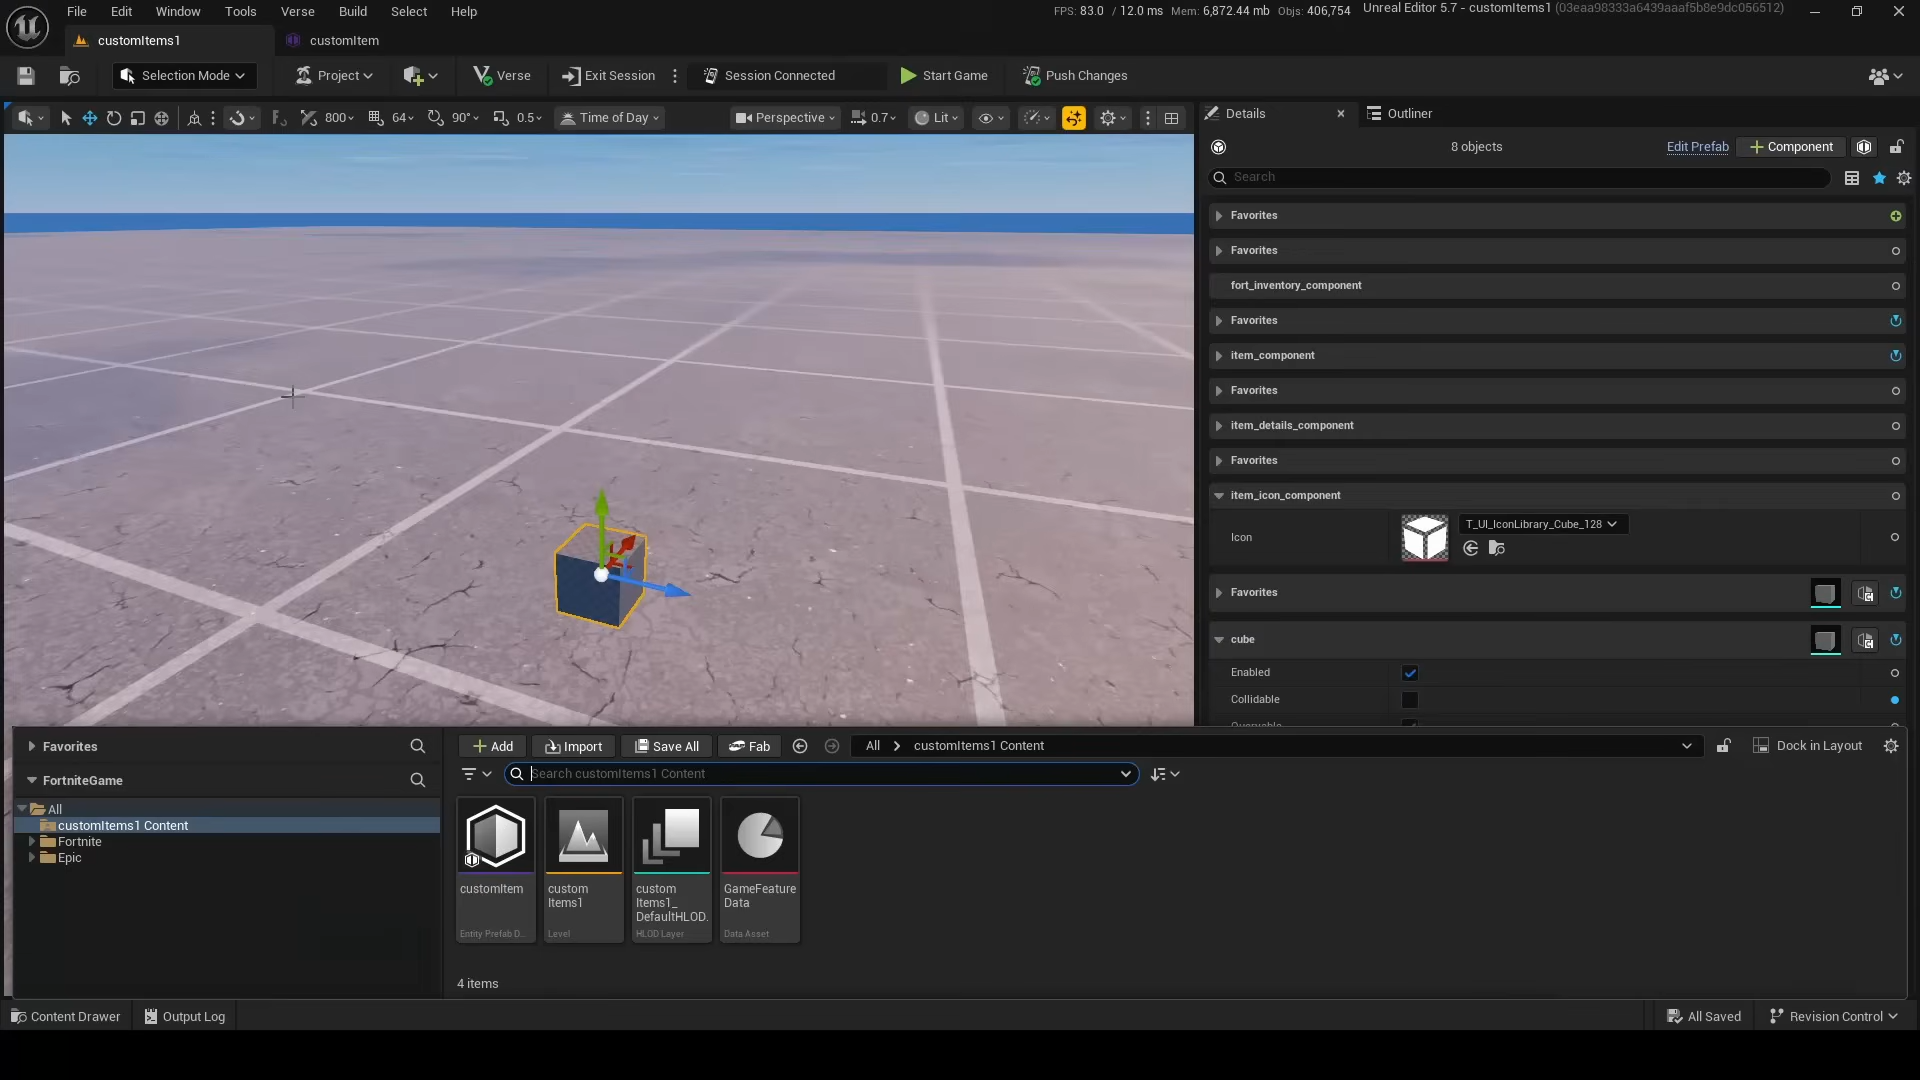 File Edit Window Tools Verse Build Select Help
FPS: 83.0 / 12.0 ms Mem: 6,872.44 mb Objs: 406,754 Unreal Editor 5.7 - customItems1 (03eaa98333a6439aaaf5b8e9dc056512)
customItems1 customItem
Selection Mode Project Verse Exit Session Session Connected Start Game Push Changes
800 64 90° 0.5 Time of Day Perspective 0.7 Lit
Details Outliner
8 objects Edit Prefab Component
Search
Favorites
Favorites
fort_inventory_component
Favorites
item_component
Favorites
item_details_component
Favorites
item_icon_component
Icon T_UI_IconLibrary_Cube_128
Favorites
cube
Enabled
Collidable
Favorites
FortniteGame
All
customItems1 Content
Fortnite
Epic
Add Import Save All Fab All customItems1 Content Dock in Layout
Search customItems1 Content
customItem
Entity Prefab D...
custom
Items1
Level
custom
Items1_
DefaultHLOD.
HLOD Layer
GameFeature
Data
Data Asset
4 items
Content Drawer Output Log All Saved Revision Control